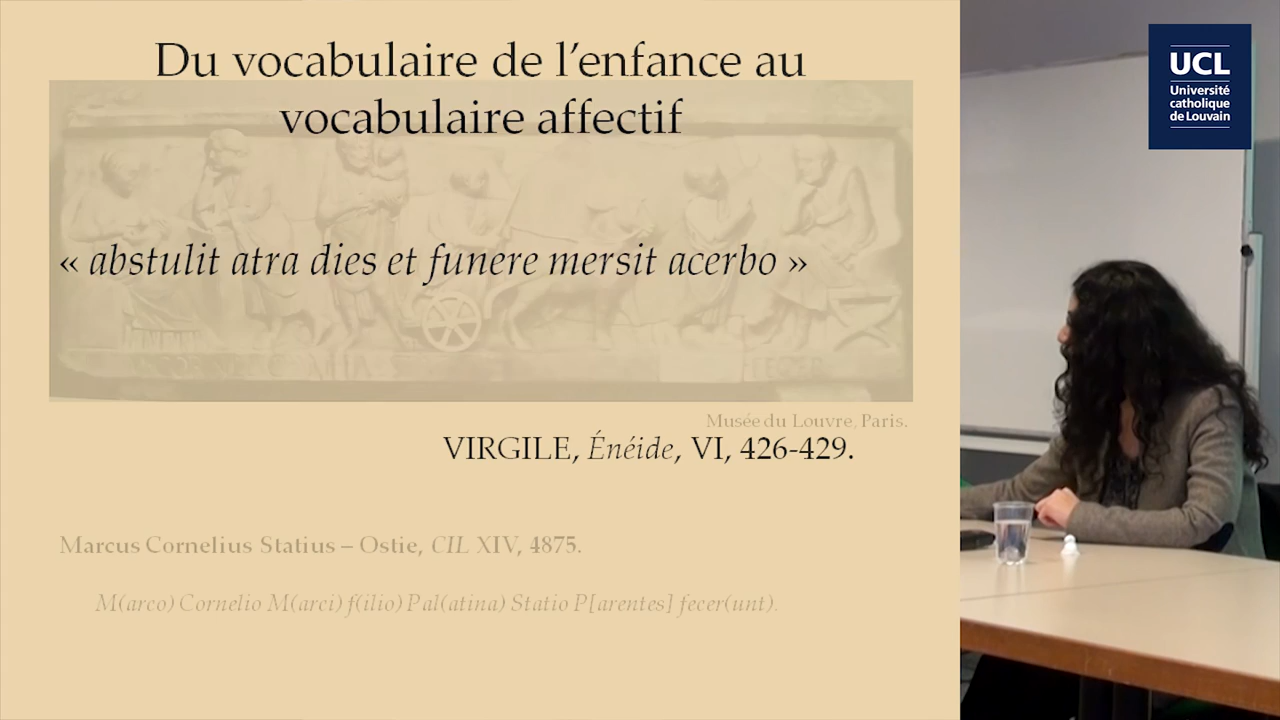 Du vocabulaire de l’enfance au
vocabulaire affectif
« abstulit atra dies et funere mersit acerbo »
Musée du Louvre, Paris.
VIRGILE, Énéide, VI, 426-429.
Marcus Cornelius Statius – Ostie, CIL XIV, 4875.
M(arco) Cornelio M(arci) f(ilio) Pal(atina) Statio P[arentes] fecer(unt).
UCL
Université
catholique
de Louvain